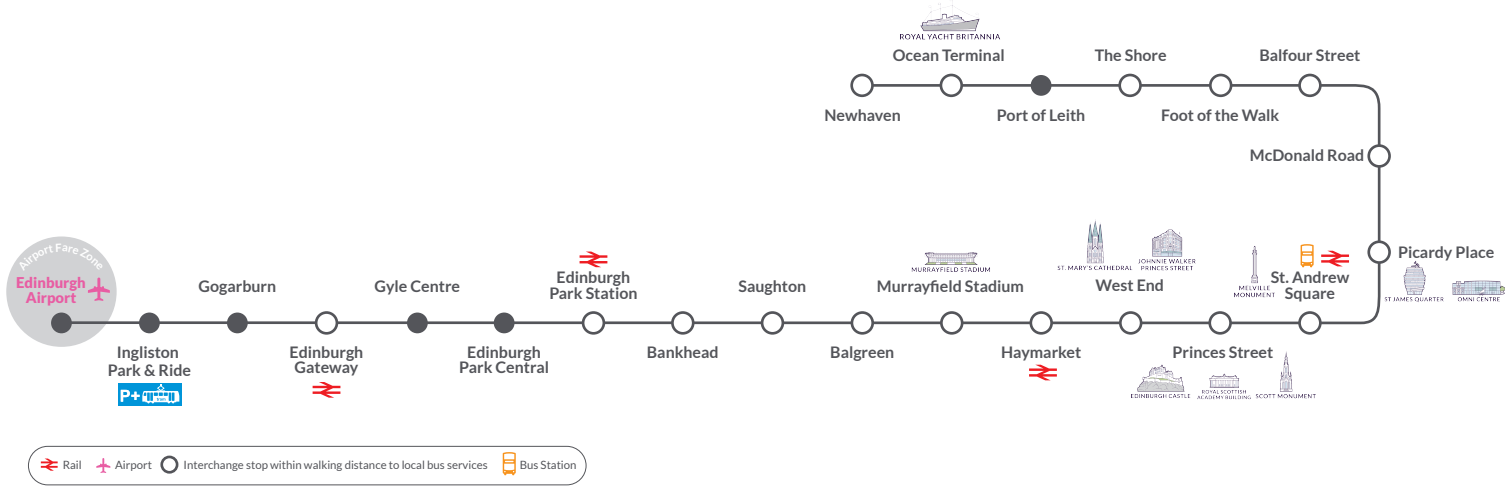 ROYAL YACHT BRITANNIA
Ocean Terminal
The Shore
Balfour Street
Newhaven
Port of Leith
Foot of the Walk
McDonald Road
Picardy Place
ST JAMES QUARTER
OMNI CENTRE
Airport Fare Zone
Edinburgh
Airport
Gogarburn
Gyle Centre
Edinburgh
Park Station
Saughton
MURRAYFIELD STADIUM
Murrayfield Stadium
ST. MARY'S CATHEDRAL
JOHNNIE WALKER
PRINCES STREET
West End
MELVILLE
MONUMENT
St. Andrew
Square
Ingliston
Park & Ride
P+
tram
Edinburgh
Gateway
Edinburgh
Park Central
Bankhead
Balgreen
Haymarket
Princes Street
EDINBURGH CASTLE
ROYAL SCOTTISH
ACADEMY BUILDING
SCOTT MONUMENT
Rail
Airport
Interchange stop within walking distance to local bus services
Bus Station